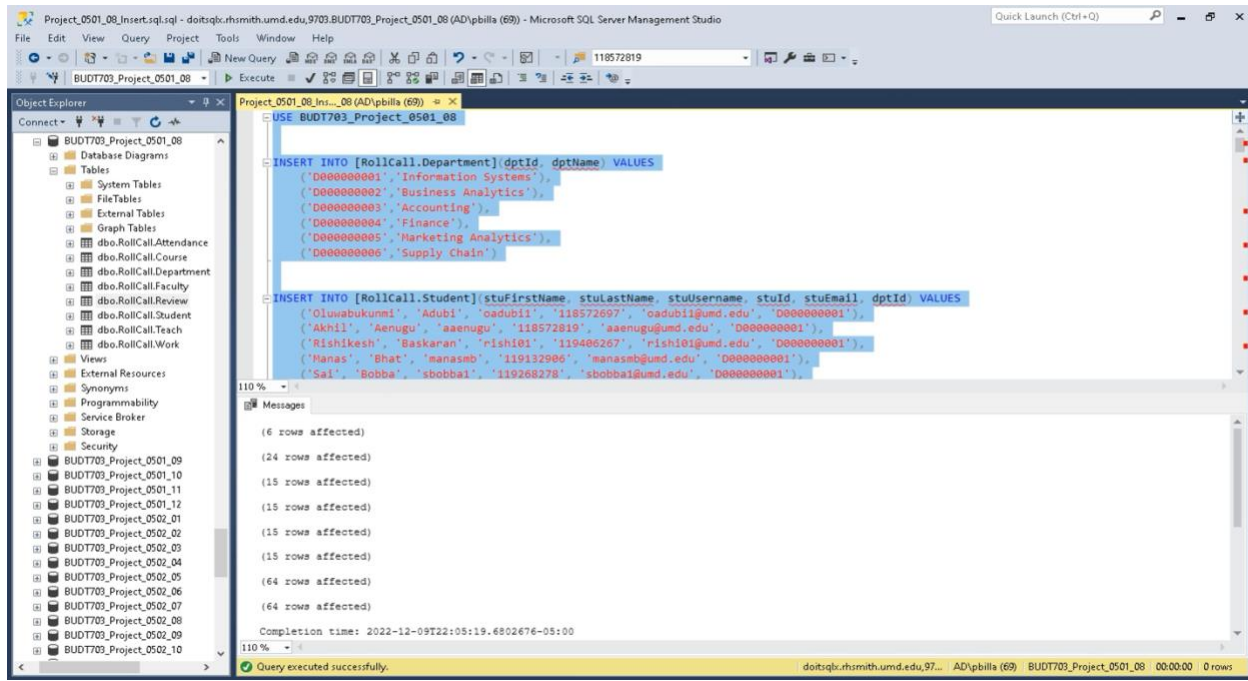 Project_0501_08_Insert.sql.sql - doitsqlx.rhsmith.umd.edu,9703.BUDT703_Project_0501_08 (AD\pbilla (69)) - Microsoft SQL Server Management Studio
Quick Launch (Ctrl+Q)
File Edit View Query Project Tools Window Help
New Query
118572819
BUDT703_Project_0501_08
Execute
Object Explorer
Connect
BUDT703_Project_0501_08
Database Diagrams
Tables
System Tables
FileTables
External Tables
Graph Tables
dbo.RollCall.Attendance
dbo.RollCall.Course
dbo.RollCall.Department
dbo.RollCall.Faculty
dbo.RollCall.Review
dbo.RollCall.Student
dbo.RollCall.Teach
dbo.RollCall.Work
Views
External Resources
Synonyms
Programmability
Service Broker
Storage
Security
BUDT703_Project_0501_09
BUDT703_Project_0501_10
BUDT703_Project_0501_11
BUDT703_Project_0501_12
BUDT703_Project_0502_01
BUDT703_Project_0502_02
BUDT703_Project_0502_03
BUDT703_Project_0502_04
BUDT703_Project_0502_05
BUDT703_Project_0502_06
BUDT703_Project_0502_07
BUDT703_Project_0502_08
BUDT703_Project_0502_09
BUDT703_Project_0502_10
Project_0501_08_Ins..._08 (AD\pbilla (69))
USE BUDT703_Project_0501_08
INSERT INTO [RollCall.Department](dptId, dptName) VALUES
('D000000001','Information Systems'),
('D000000002','Business Analytics'),
('D000000003','Accounting'),
('D000000004','Finance'),
('D000000005','Marketing Analytics'),
('D000000006','Supply Chain')
INSERT INTO [RollCall.Student](stuFirstName, stuLastName, stuUsername, stuId, stuEmail, dptId) VALUES
('Oluwabukunmi', 'Adubi', 'oadubi1', '118572697', 'oadubi1@umd.edu', 'D000000001'),
('Akhil', 'Aenugu', 'aaenugu', '118572819', 'aaenugu@umd.edu', 'D000000001'),
('Rishikesh', 'Baskaran', 'rishi01', '119406267', 'rishi01@umd.edu', 'D000000001'),
('Manas', 'Bhat', 'manasmb', '119132906', 'manasmb@umd.edu', 'D000000001'),
('Sai', 'Bobba', 'sbobba1', '119268278', 'sbobba1@umd.edu', 'D000000001'),
110 %
Messages
(6 rows affected)
(24 rows affected)
(15 rows affected)
(15 rows affected)
(15 rows affected)
(15 rows affected)
(64 rows affected)
(64 rows affected)
Completion time: 2022-12-09T22:05:19.6802676-05:00
110 %
Query executed successfully.
doitsqlx.rhsmith.umd.edu,97... AD\pbilla (69) BUDT703_Project_0501_08 00:00:00 0 rows